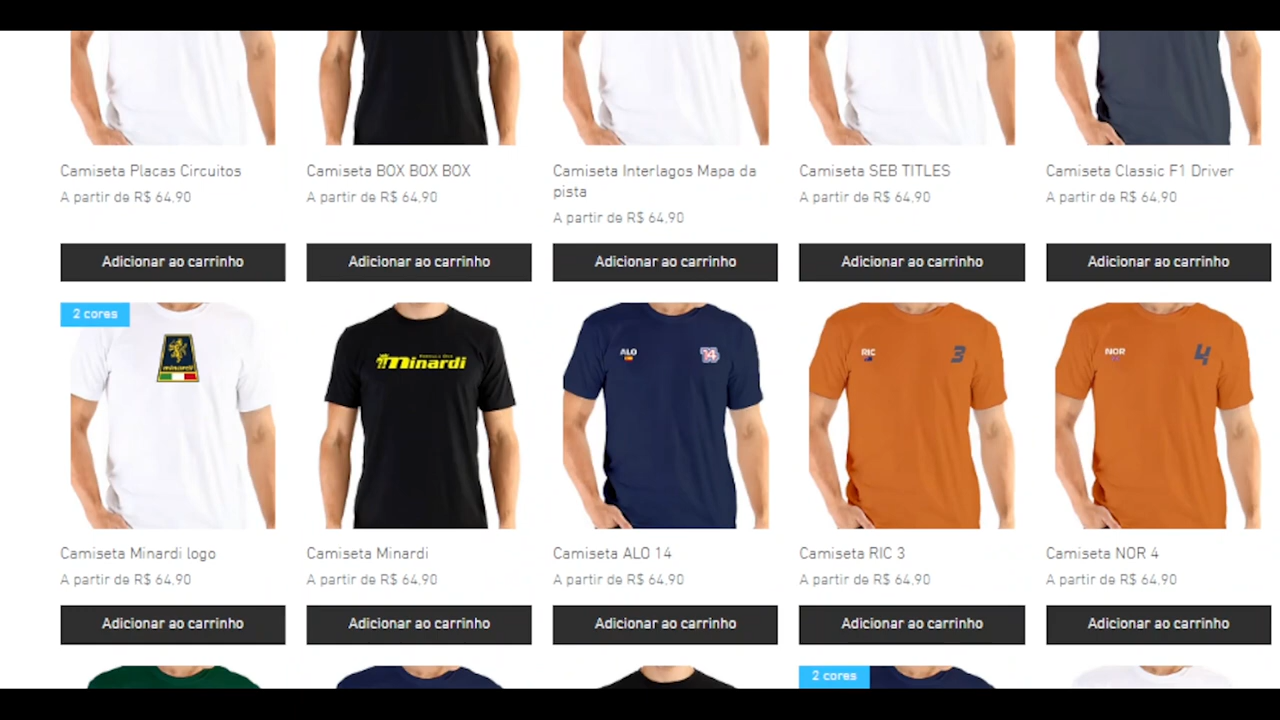 Camiseta Placas Circuitos
A partir de R$ 64,90
Adicionar ao carrinho
Camiseta BOX BOX BOX
A partir de R$ 64,90
Adicionar ao carrinho
Camiseta Interlagos Mapa da
pista
A partir de R$ 64,90
Adicionar ao carrinho
Camiseta SEB TITLES
A partir de R$ 64,90
Adicionar ao carrinho
Camiseta Classic F1 Driver
A partir de R$ 64,90
Adicionar ao carrinho
2 cores
minardi
Camiseta Minardi logo
A partir de R$ 64,90
Adicionar ao carrinho
Minardi
Camiseta Minardi
A partir de R$ 64,90
Adicionar ao carrinho
ALO
14
Camiseta ALO 14
A partir de R$ 64,90
Adicionar ao carrinho
RIC
3
Camiseta RIC 3
A partir de R$ 64,90
Adicionar ao carrinho
NOR
4
Camiseta NOR 4
A partir de R$ 64,90
Adicionar ao carrinho
2 cores